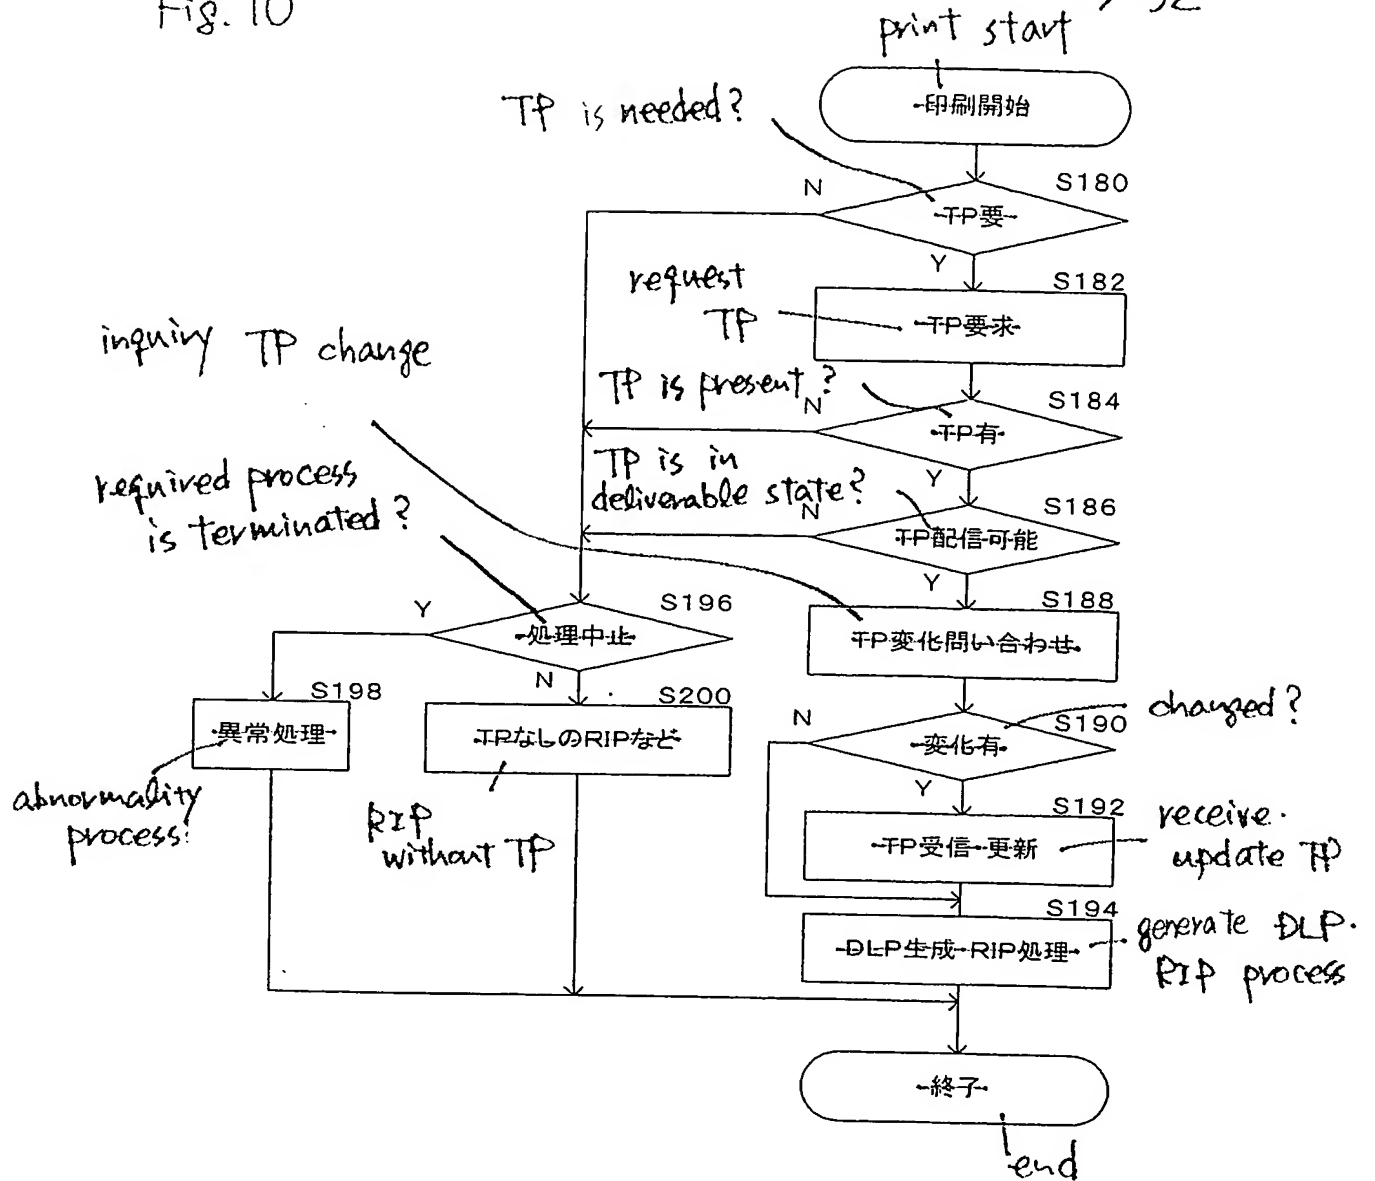 Fig. 10
print start
印刷開始
TP is needed?
N
S180
TP要
Y
request
TP
S182
TP要求
inquiry TP change
TP is present?
N
S184
TP有
Y
TP is in
deliverable state?
N
S186
TP配信可能
Y
required process
is terminated?
Y
S196
処理中止
N
S188
TP変化問い合わせ
S198
異常処理
abnormality
process.
S200
TPなしのRIPなど
RIP
without TP
N
S190
変化有
changed?
Y
S192
TP受信・更新
receive・
update TP
S194
DLP生成・RIP処理
generate DLP・
RIP process
終了
end